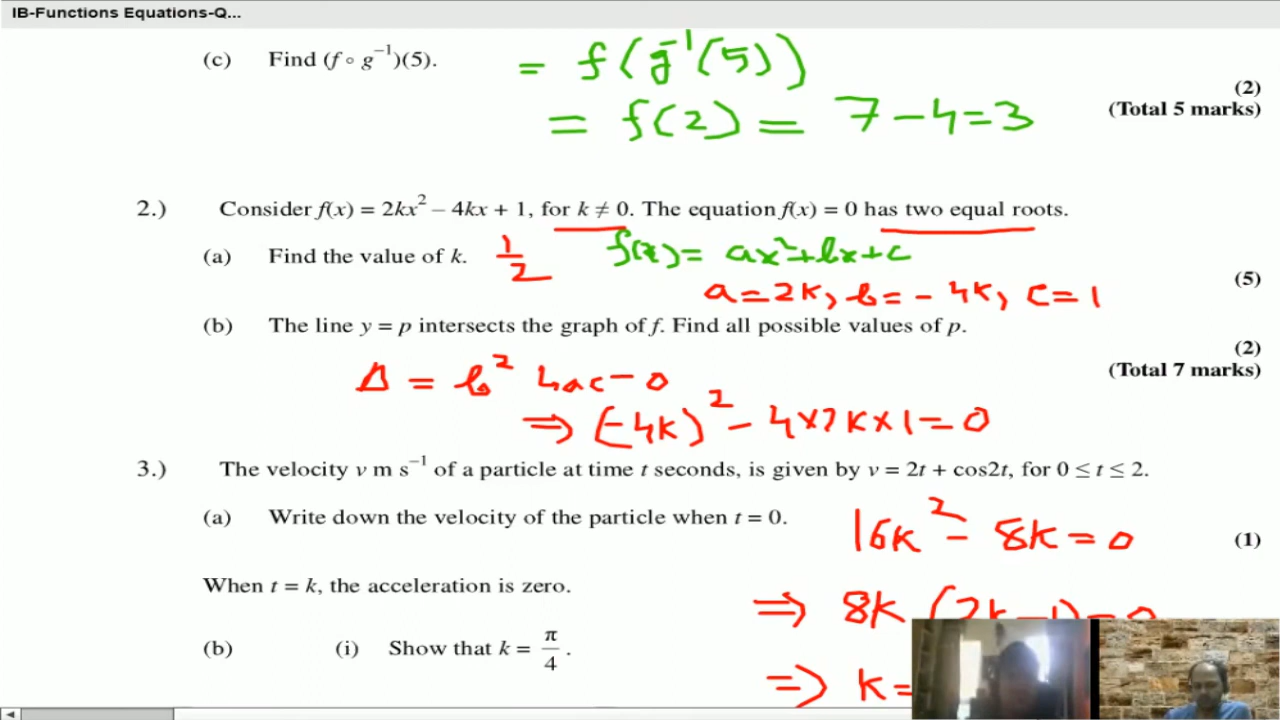 IB-Functions Equations-Q...
(c) Find (f ∘ g⁻¹)(5). = f(g⁻¹(5))
(2)
= f(2) = 7-4=3 (Total 5 marks)
2.) Consider f(x) = 2kx² – 4kx + 1, for k ≠ 0. The equation f(x) = 0 has two equal roots.
(a) Find the value of k. 1/2 f(x) = ax²+bx+c
a=2k, b=-4k, c=1 (5)
(b) The line y = p intersects the graph of f. Find all possible values of p.
(2)
(Total 7 marks)
Δ = b² 4ac - 0
⇒ (-4k)² - 4×2k×1=0
3.) The velocity v m s⁻¹ of a particle at time t seconds, is given by v = 2t + cos2t, for 0 ≤ t ≤ 2.
(a) Write down the velocity of the particle when t = 0.
16k² - 8k=0 (1)
When t = k, the acceleration is zero.
⇒ 8k (2k-1)=0
(b) (i) Show that k = π/4.
⇒ k=